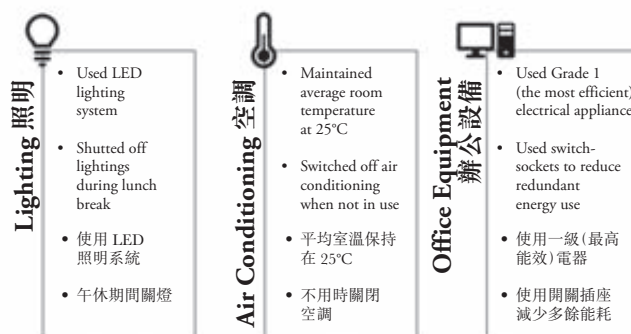 Lighting 照明
• Used LED
lighting
system
• Shutted off
lightings
during lunch
break
• 使用 LED
照明系統
• 午休期間關燈
Air Conditioning 空調
• Maintained
average room
temperature
at 25°C
• Switched off air
conditioning
when not in use
• 平均室溫保持
在 25°C
• 不用時關閉
空調
Office Equipment
辦公設備
• Used Grade 1
(the most efficient)
electrical appliance
• Used switch-
sockets to reduce
redundant
energy use
• 使用一級(最高
能效)電器
• 使用開關插座
減少多餘能耗